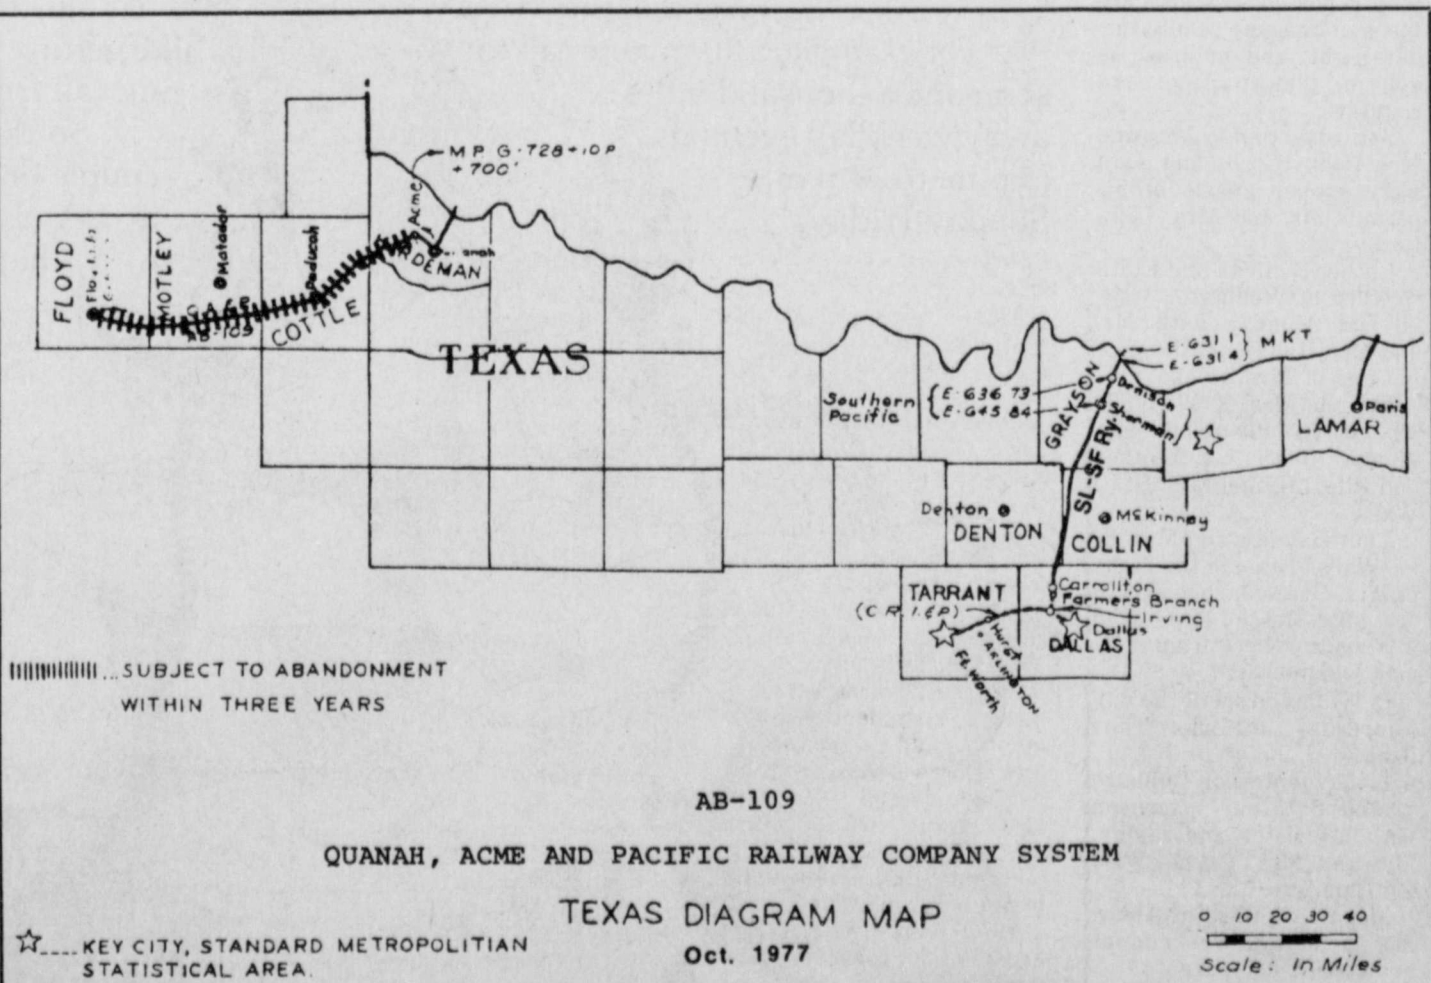 M P G-728+10P
+700'
Acme
FLOYD
MOTLEY
Matador
Paducah
COTTLE
AB-109
TEXAS
Southern
Pacific
E-636 73
E-645 84
E-631 1
E-631 4
MKT
GRAYSON
Denison
Sherman
SL-SF Ry.
Paris
LAMAR
Denton
DENTON
McKinney
COLLIN
TARRANT
(C.R.I.&P)
Carrollton
Farmers Branch
Irving
Dallas
DALLAS
Hurst
ARLINGTON
Ft. Worth
...SUBJECT TO ABANDONMENT
WITHIN THREE YEARS
AB-109
QUANAH, ACME AND PACIFIC RAILWAY COMPANY SYSTEM
TEXAS DIAGRAM MAP
Oct. 1977
....KEY CITY, STANDARD METROPOLITIAN
STATISTICAL AREA.
0 10 20 30 40
Scale: In Miles